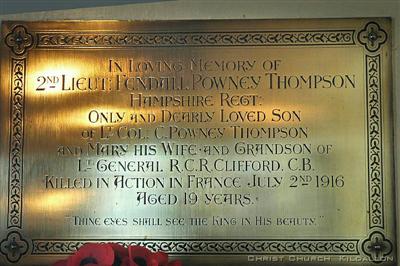 In Loving Memory of
2nd Lieut: Fendall Powney Thompson
Hampshire Regt:
Only and Dearly Loved Son
of Lt Col: C. Powney Thompson
and Mary his Wife and Grandson of
Lt General R.C.R. Clifford, C.B.
Killed in Action in France July 2nd 1916
Aged 19 years.
"Thine eyes shall see the King in His Beauty."
Christ Church Kildallon